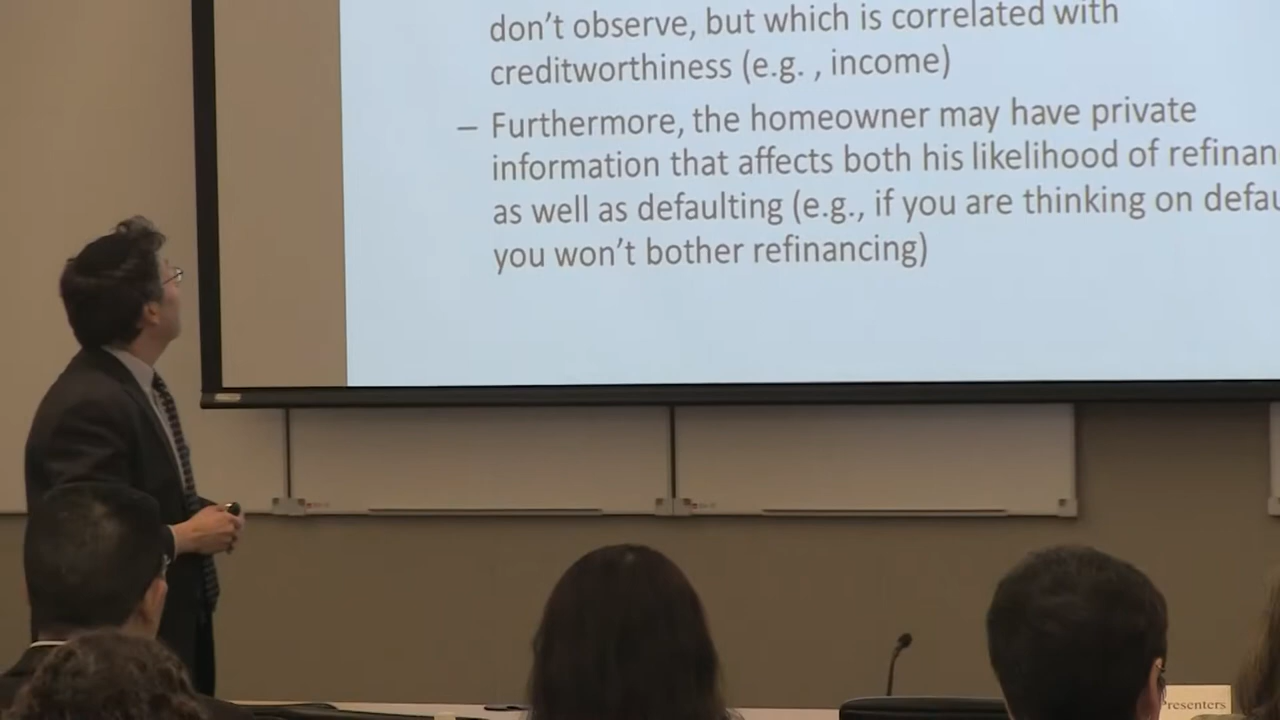 don't observe, but which is correlated with
creditworthiness (e.g. , income)
– Furthermore, the homeowner may have private
information that affects both his likelihood of refinan
as well as defaulting (e.g., if you are thinking on defau
you won't bother refinancing)
Presenters